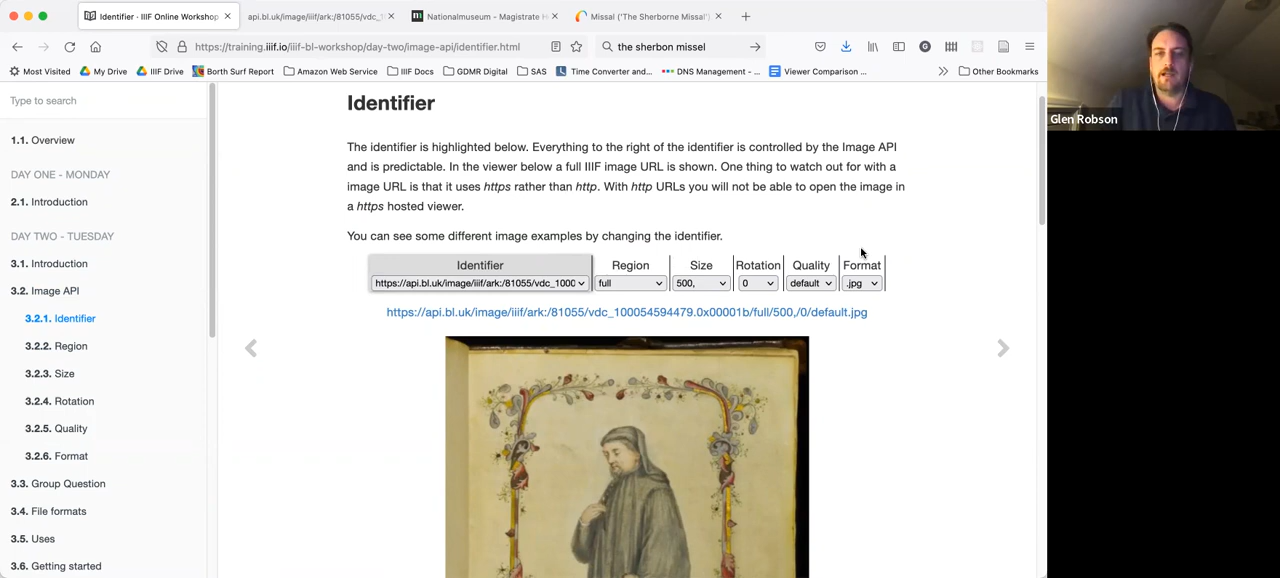 Identifier · IIIF Online Workshop
api.bl.uk/image/iiif/ark:/81055/vdc_1
Nationalmuseum - Magistrate H
Missal ('The Sherborne Missal')
https://training.iiif.io/iiif-bl-workshop/day-two/image-api/identifier.html
the sherbon missel
Most Visited
My Drive
IIIF Drive
Borth Surf Report
Amazon Web Service
IIIF Docs
GDMR Digital
SAS
Time Converter and...
DNS Management - ...
Viewer Comparison ...
Other Bookmarks
Type to search
1.1. Overview
DAY ONE - MONDAY
2.1. Introduction
DAY TWO - TUESDAY
3.1. Introduction
3.2. Image API
3.2.1. Identifier
3.2.2. Region
3.2.3. Size
3.2.4. Rotation
3.2.5. Quality
3.2.6. Format
3.3. Group Question
3.4. File formats
3.5. Uses
3.6. Getting started
Identifier
The identifier is highlighted below. Everything to the right of the identifier is controlled by the Image API
and is predictable. In the viewer below a full IIIF image URL is shown. One thing to watch out for with a
image URL is that it uses https rather than http. With http URLs you will not be able to open the image in
a https hosted viewer.
You can see some different image examples by changing the identifier.
Identifier Region Size Rotation Quality Format
https://api.bl.uk/image/iiif/ark:/81055/vdc_1000 full 500, 0 default .jpg
https://api.bl.uk/image/iiif/ark:/81055/vdc_100054594479.0x00001b/full/500,/0/default.jpg
Glen Robson